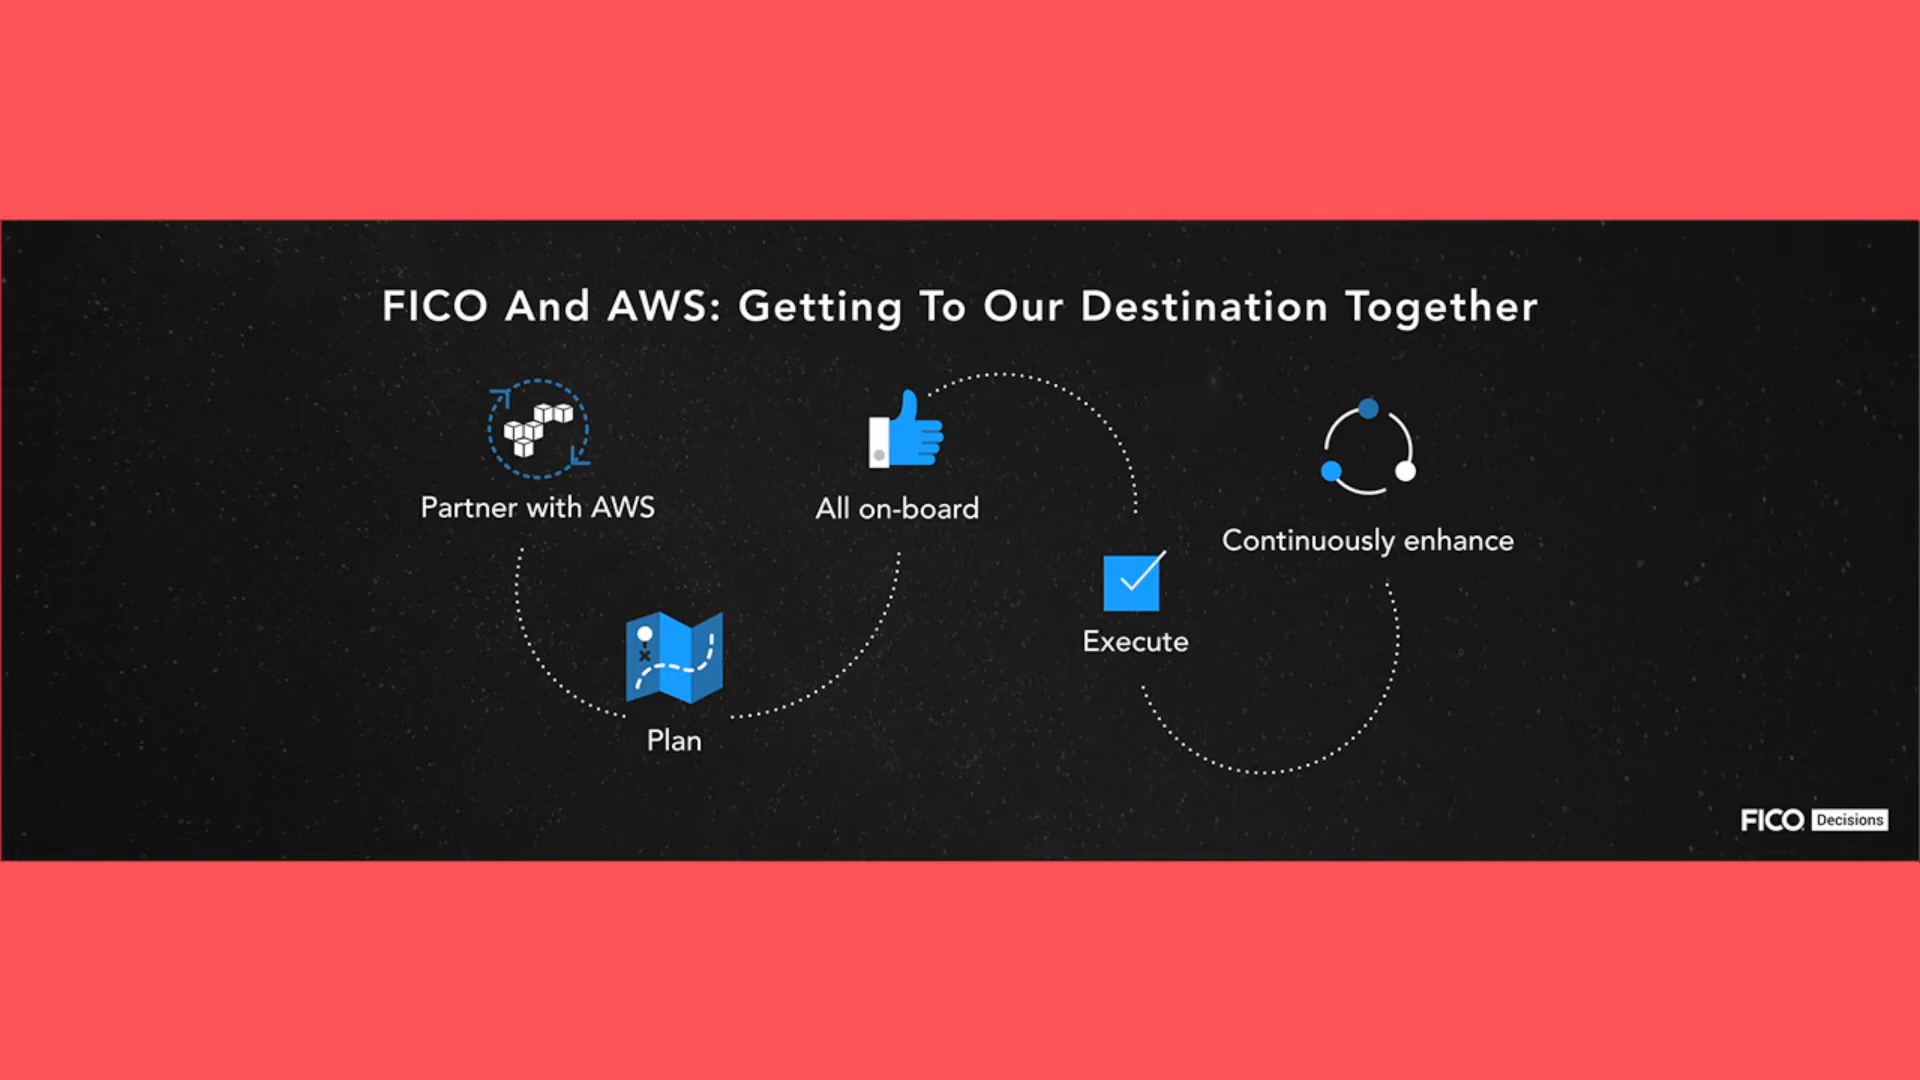 FICO And AWS: Getting To Our Destination Together
Partner with AWS
Plan
All on-board
Execute
Continuously enhance
FICO Decisions